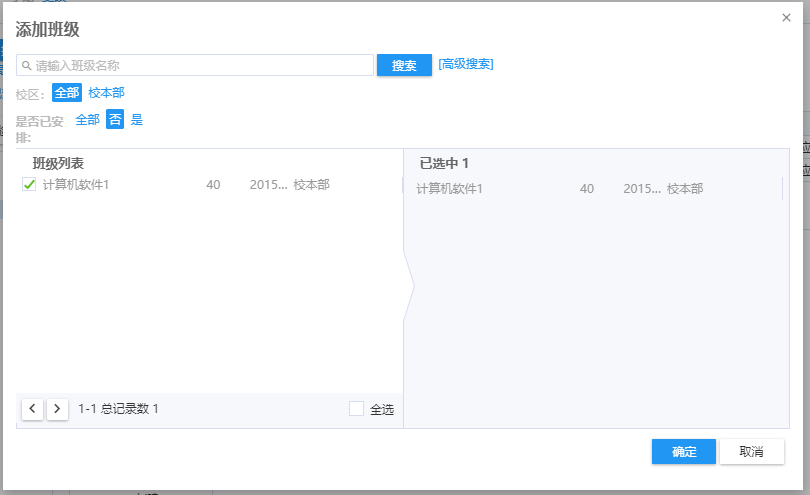 添加班级
请输入班级名称 搜索 [高级搜索]
校区: 全部 校本部
是否已安排: 全部 否 是
班级列表
计算机软件1 40 2015... 校本部
1-1 总记录数 1 全选
已选中 1
计算机软件1 40 2015... 校本部
确定 取消